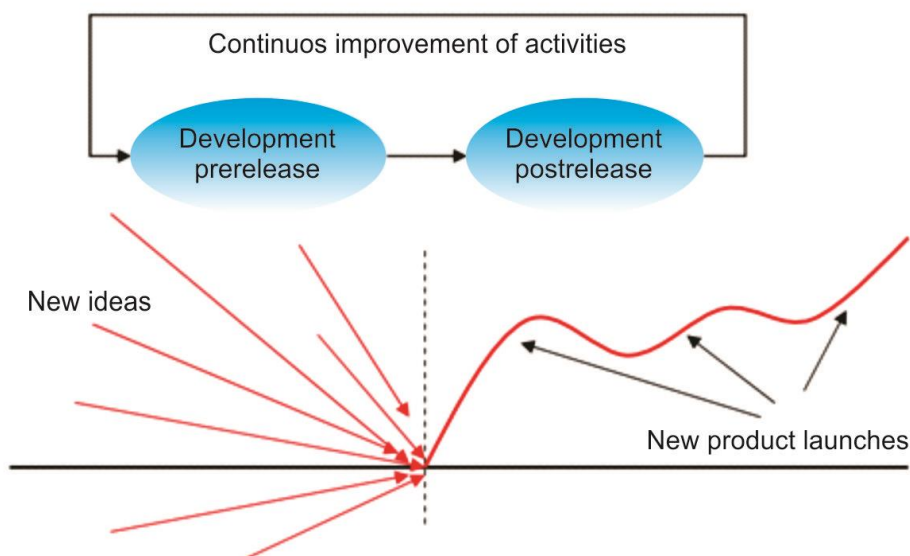 Continuos improvement of activities
Development
prerelease
Development
postrelease
New ideas
New product launches